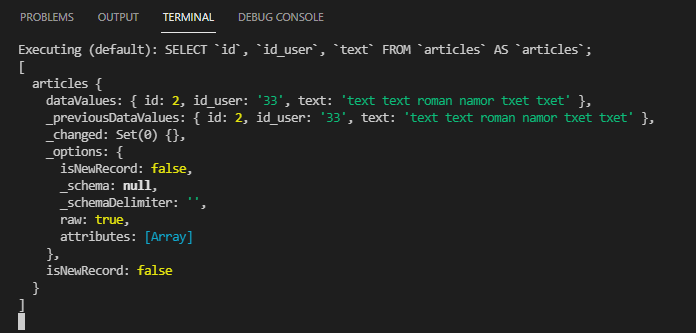 PROBLEMS OUTPUT TERMINAL DEBUG CONSOLE
Executing (default): SELECT `id`, `id_user`, `text` FROM `articles` AS `articles`;
[
  articles {
    dataValues: { id: 2, id_user: '33', text: 'text text roman namor txet txet' },
    _previousDataValues: { id: 2, id_user: '33', text: 'text text roman namor txet txet' },
    _changed: Set(0) {},
    _options: {
      isNewRecord: false,
      _schema: null,
      _schemaDelimiter: '',
      raw: true,
      attributes: [Array]
    },
    isNewRecord: false
  }
]